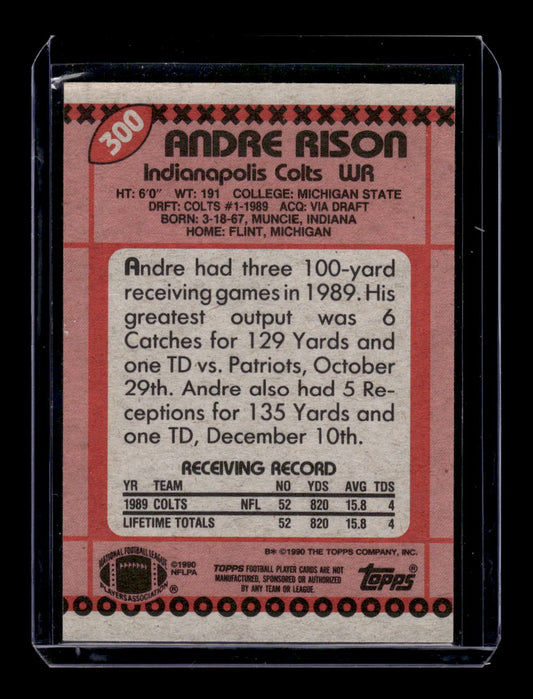 300
ANDRE RISON
Indianapolis Colts WR
HT: 6'0" WT: 191 COLLEGE: MICHIGAN STATE
DRFT: COLTS #1-1989 ACQ: VIA DRAFT
BORN: 3-18-67, MUNCIE, INDIANA
HOME: FLINT, MICHIGAN
Andre had three 100-yard
receiving games in 1989. His
greatest output was 6
Catches for 129 Yards and
one TD vs. Patriots, October
29th. Andre also had 5 Re-
ceptions for 135 Yards and
one TD, December 10th.
RECEIVING RECORD
YR TEAM NO YDS AVG TDS
1989 COLTS NFL 52 820 15.8 4
LIFETIME TOTALS 52 820 15.8 4
B* ©1990 THE TOPPS COMPANY, INC.
NATIONAL FOOTBALL LEAGUE
PLAYERS ASSOCIATION ®
©1990
NFLPA
TOPPS FOOTBALL PLAYER CARDS ARE NOT
MANUFACTURED, SPONSORED OR AUTHORIZED
BY ANY TEAM OR LEAGUE.
topps®